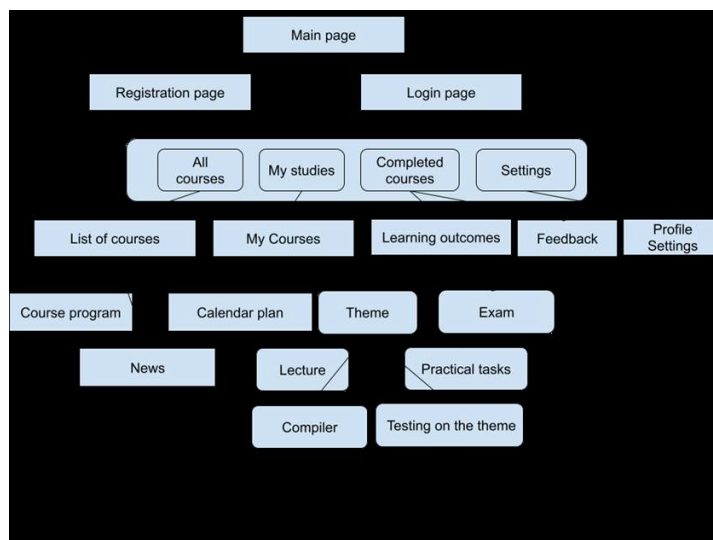 Main page
Registration page
Login page
All
courses
My studies
Completed
courses
Settings
List of courses
My Courses
Learning outcomes
Feedback
Profile
Settings
Course program
Calendar plan
Theme
Exam
News
Lecture
Practical tasks
Compiler
Testing on the theme